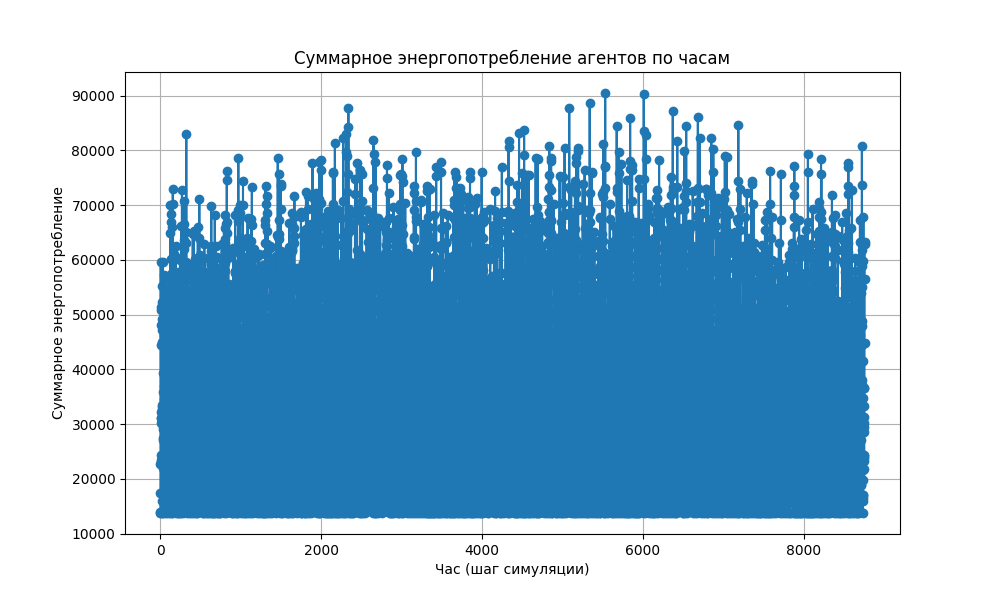 Суммарное энергопотребление агентов по часам
Суммарное энергопотребление
90000
80000
70000
60000
50000
40000
30000
20000
10000
0 2000 4000 6000 8000
Час (шаг симуляции)